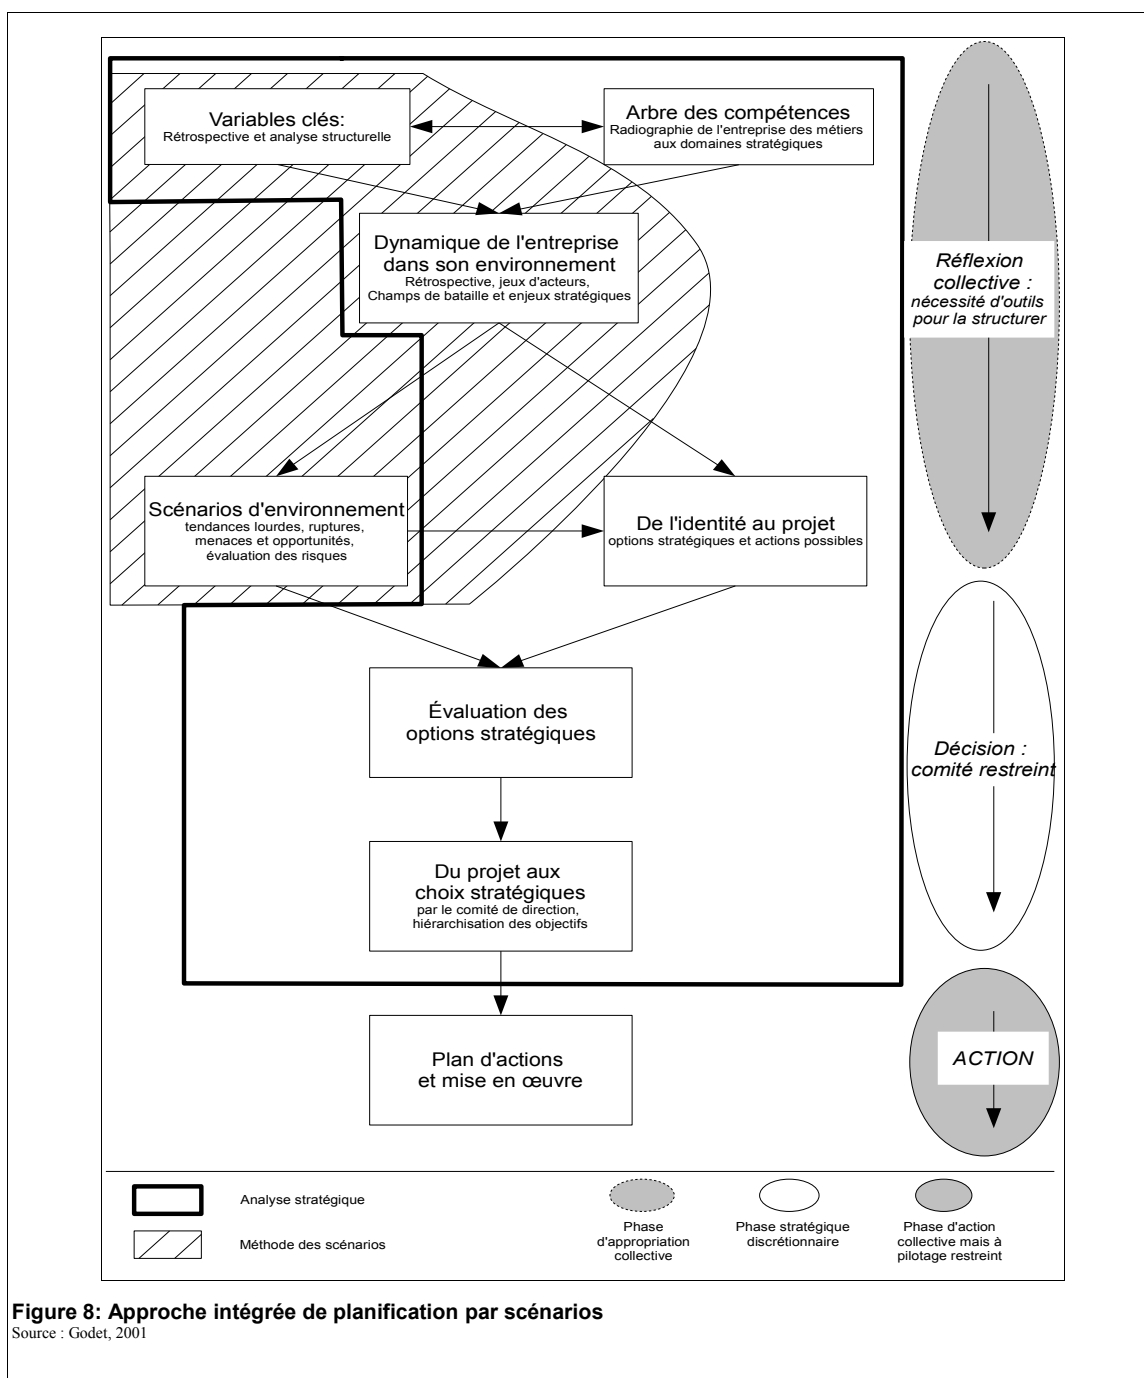 Variables clés:
Rétrospective et analyse structurelle
Arbre des compétences
Radiographie de l'entreprise des métiers
aux domaines stratégiques
Dynamique de l'entreprise
dans son environnement
Rétrospective, jeux d'acteurs,
Champs de bataille et enjeux stratégiques
Réflexion
collective :
nécessité d'outils
pour la structurer
Scénarios d'environnement
tendances lourdes, ruptures,
menaces et opportunités,
évaluation des risques
De l'identité au projet
options stratégiques et actions possibles
Évaluation des
options stratégiques
Décision :
comité restreint
Du projet aux
choix stratégiques
par le comité de direction,
hiérarchisation des objectifs
Plan d'actions
et mise en œuvre
ACTION
Analyse stratégique
Méthode des scénarios
Phase
d'appropriation
collective
Phase stratégique
discrétionnaire
Phase d'action
collective mais à
pilotage restreint
Figure 8: Approche intégrée de planification par scénarios
Source : Godet, 2001